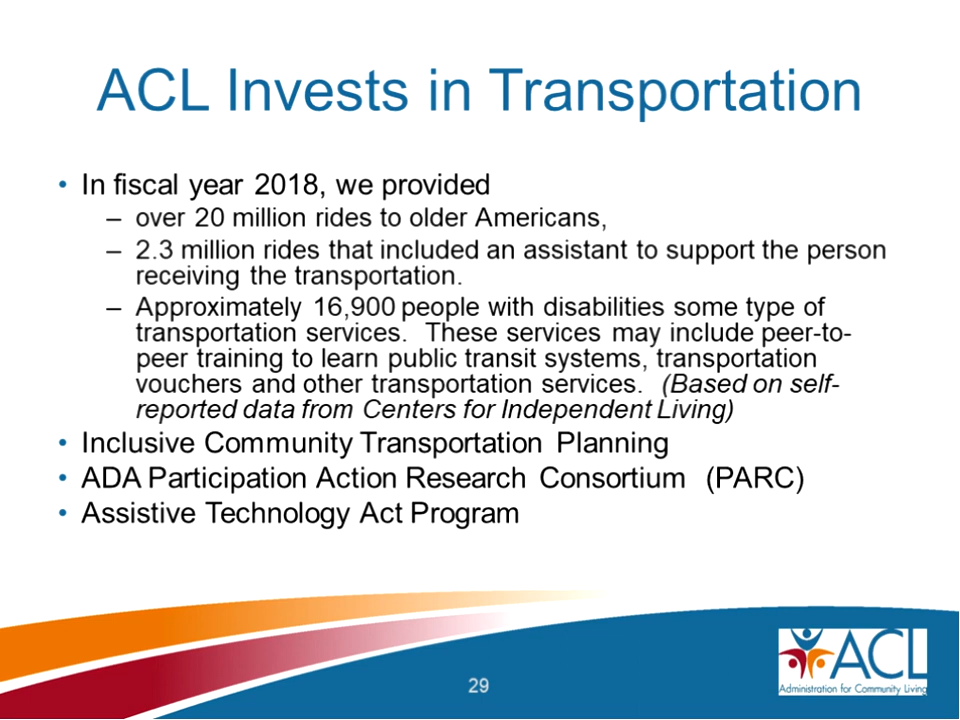 ACL Invests in Transportation
• In fiscal year 2018, we provided
– over 20 million rides to older Americans,
– 2.3 million rides that included an assistant to support the person
receiving the transportation.
– Approximately 16,900 people with disabilities some type of
transportation services.  These services may include peer-to-
peer training to learn public transit systems, transportation
vouchers and other transportation services.  (Based on self-
reported data from Centers for Independent Living)
• Inclusive Community Transportation Planning
• ADA Participation Action Research Consortium  (PARC)
• Assistive Technology Act Program
ACL
Administration for Community Living
29